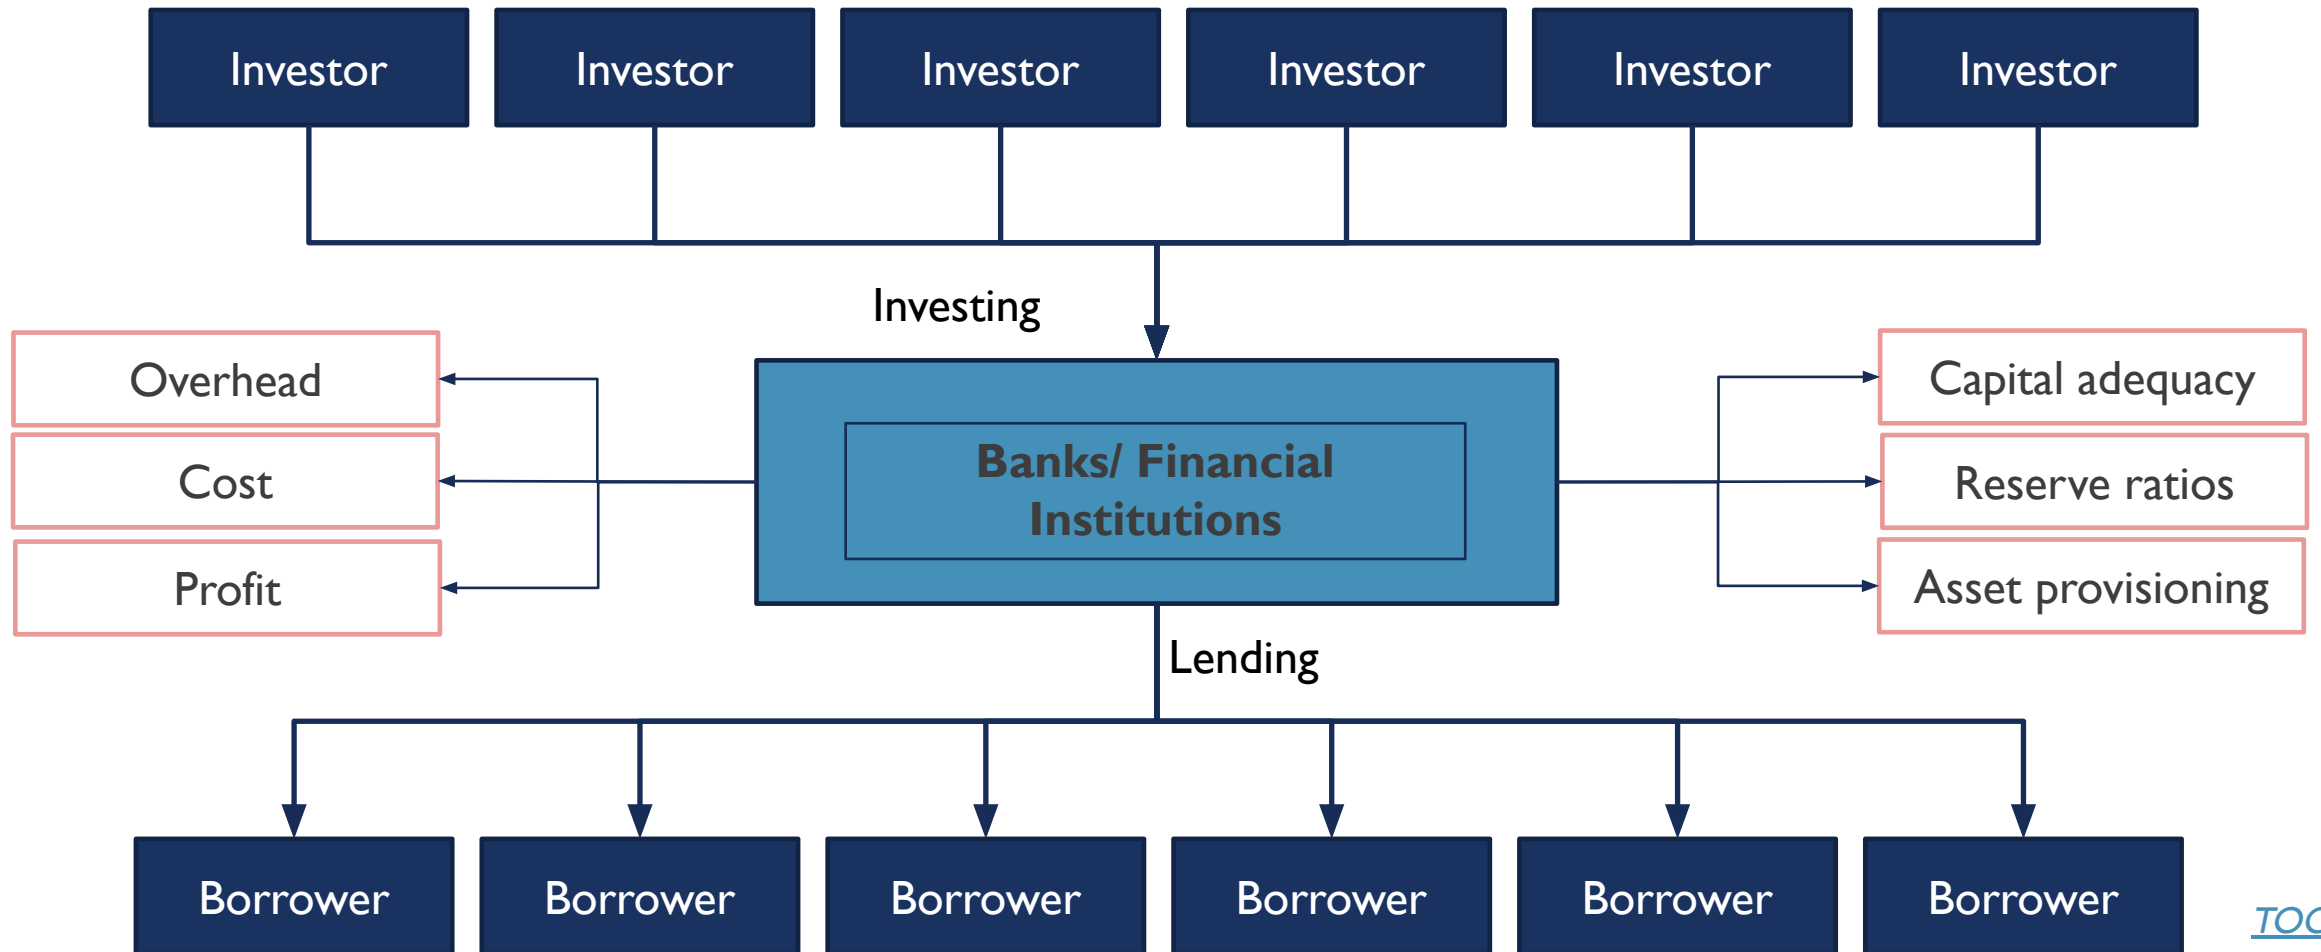 Investor
Investor
Investor
Investor
Investor
Investor
Investing
Overhead
Cost
Profit
Banks/ Financial
Institutions
Capital adequacy
Reserve ratios
Asset provisioning
Lending
Borrower
Borrower
Borrower
Borrower
Borrower
Borrower
TOC